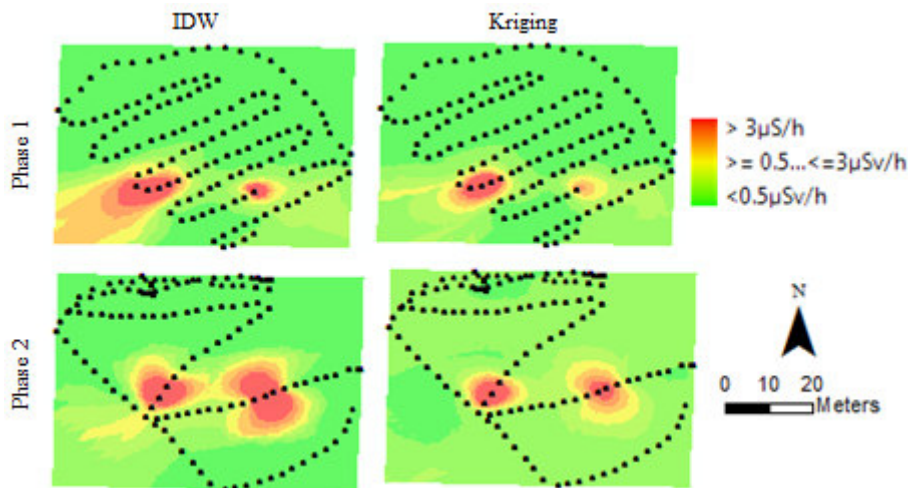 IDW
Kriging
Phase 1
> 3µS/h
>= 0.5...<=3µSv/h
<0.5µSv/h
Phase 2
N
0 10 20
Meters